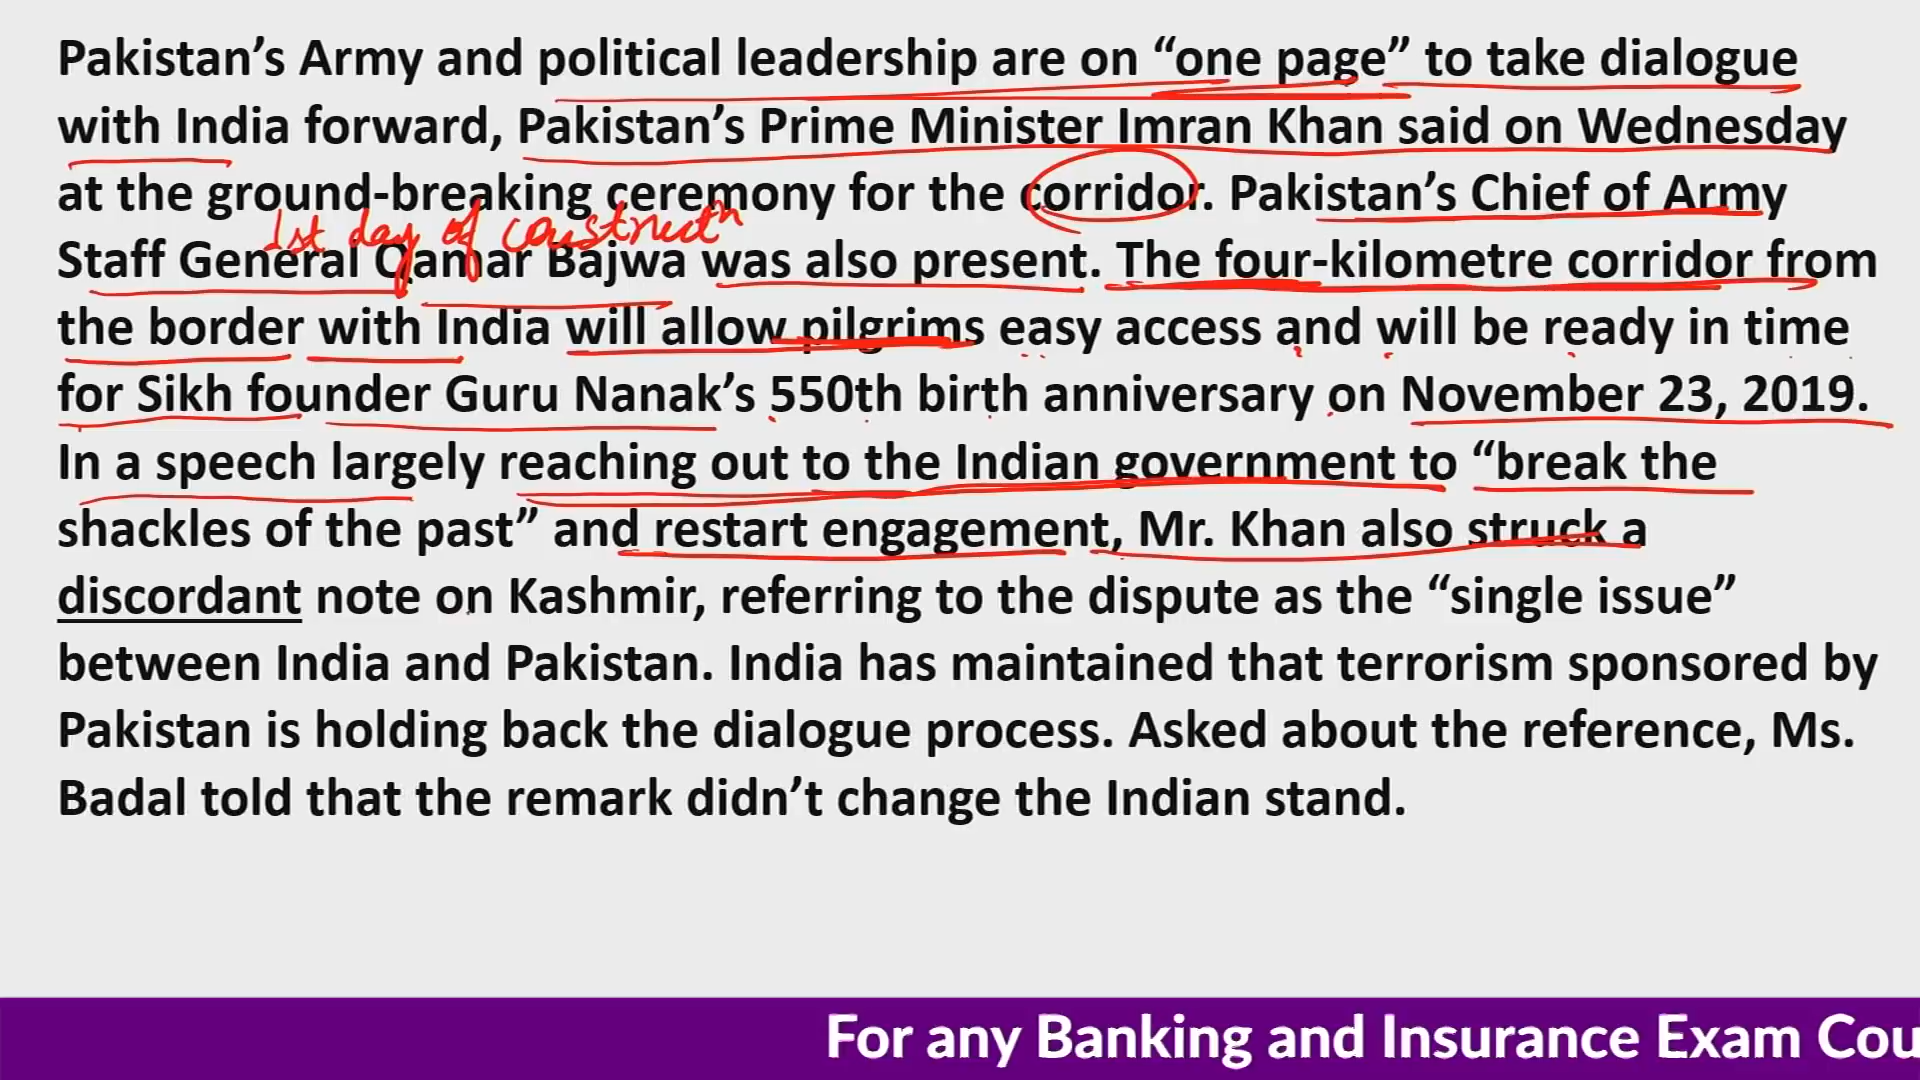 Pakistan’s Army and political leadership are on “one page” to take dialogue
with India forward, Pakistan’s Prime Minister Imran Khan said on Wednesday
at the ground-breaking ceremony for the corridor. Pakistan’s Chief of Army
1st day of constructn
Staff General Qamar Bajwa was also present. The four-kilometre corridor from
the border with India will allow pilgrims easy access and will be ready in time
for Sikh founder Guru Nanak’s 550th birth anniversary on November 23, 2019.
In a speech largely reaching out to the Indian government to “break the
shackles of the past” and restart engagement, Mr. Khan also struck a
discordant note on Kashmir, referring to the dispute as the “single issue”
between India and Pakistan. India has maintained that terrorism sponsored by
Pakistan is holding back the dialogue process. Asked about the reference, Ms.
Badal told that the remark didn’t change the Indian stand.
For any Banking and Insurance Exam Cou